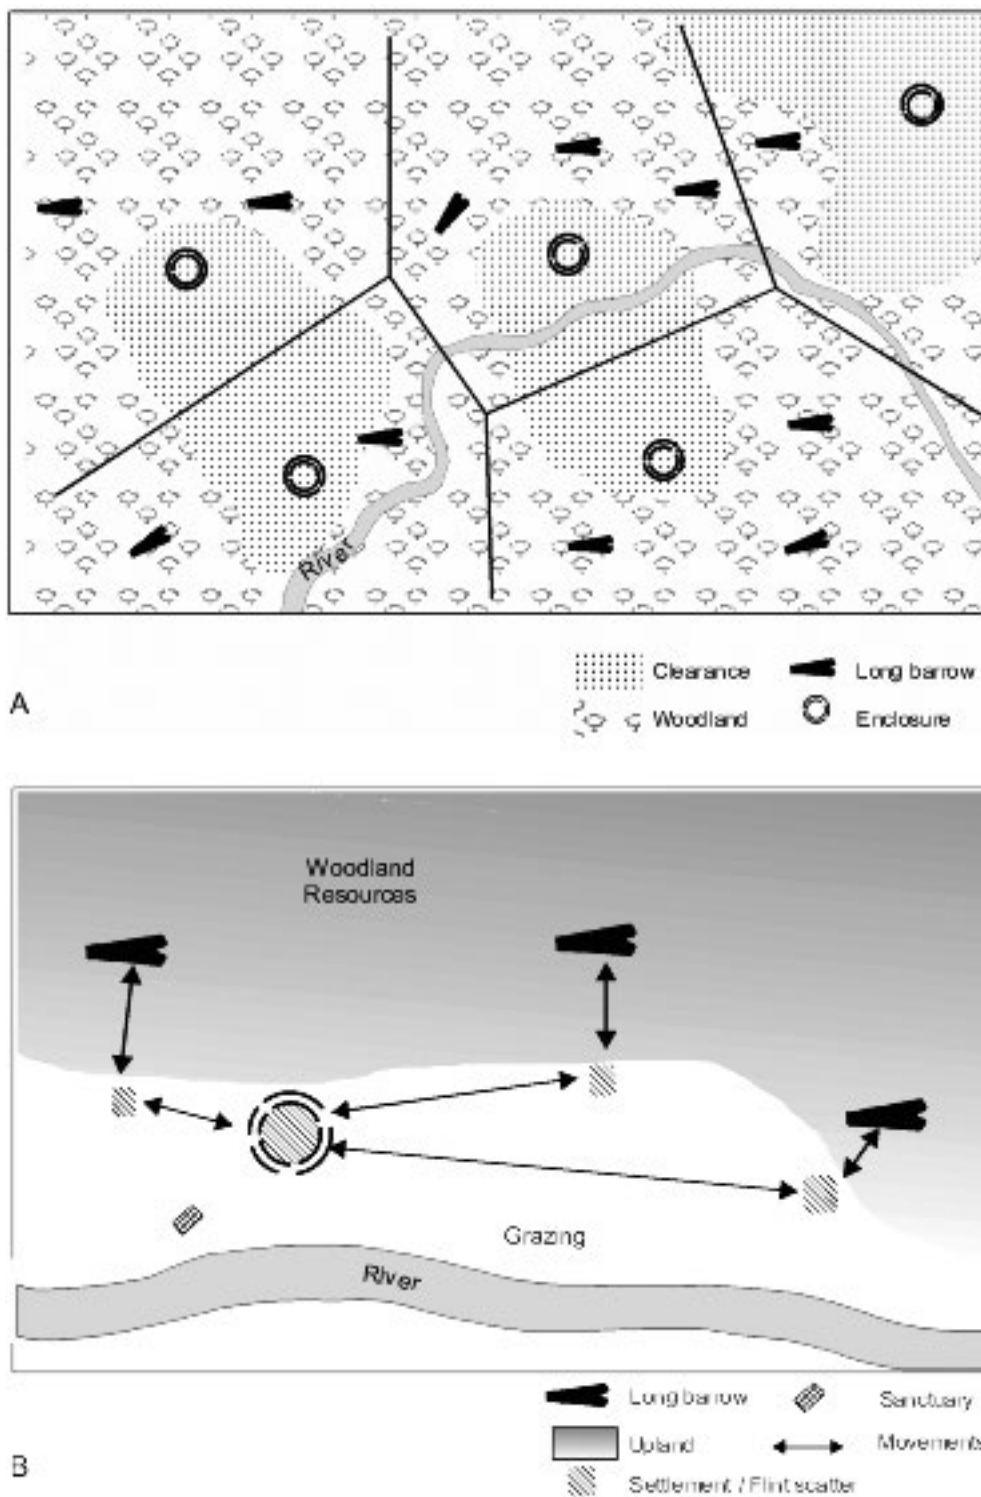 River
Clearance
Long barrow
Woodland
Enclosure
A
Woodland
Resources
Grazing
River
Long barrow
Sanctuary
Upland
Movements
Settlement / Flint scatter
B